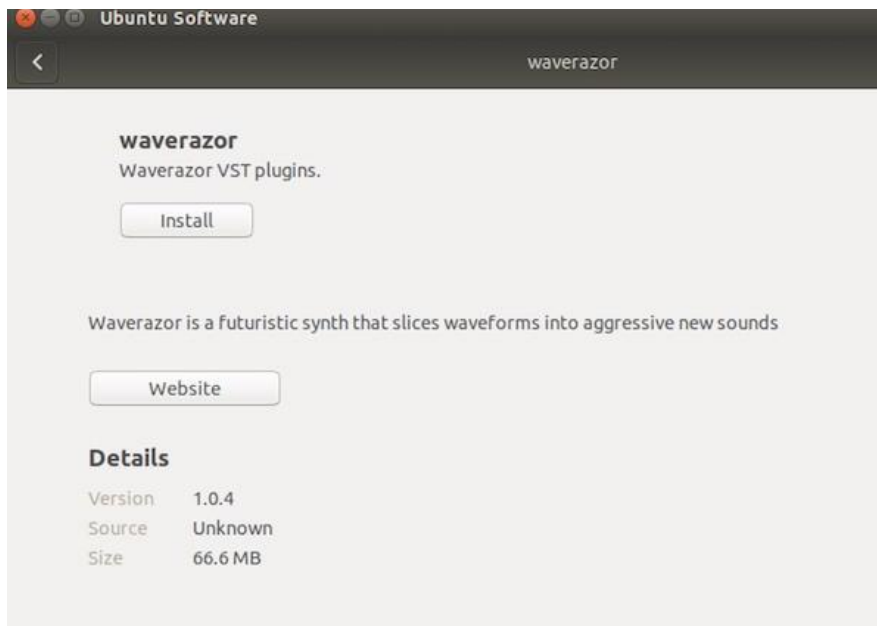 Ubuntu Software
waverazor
waverazor
Waverazor VST plugins.
Install
Waverazor is a futuristic synth that slices waveforms into aggressive new sounds
Website
Details
Version 1.0.4
Source Unknown
Size 66.6 MB